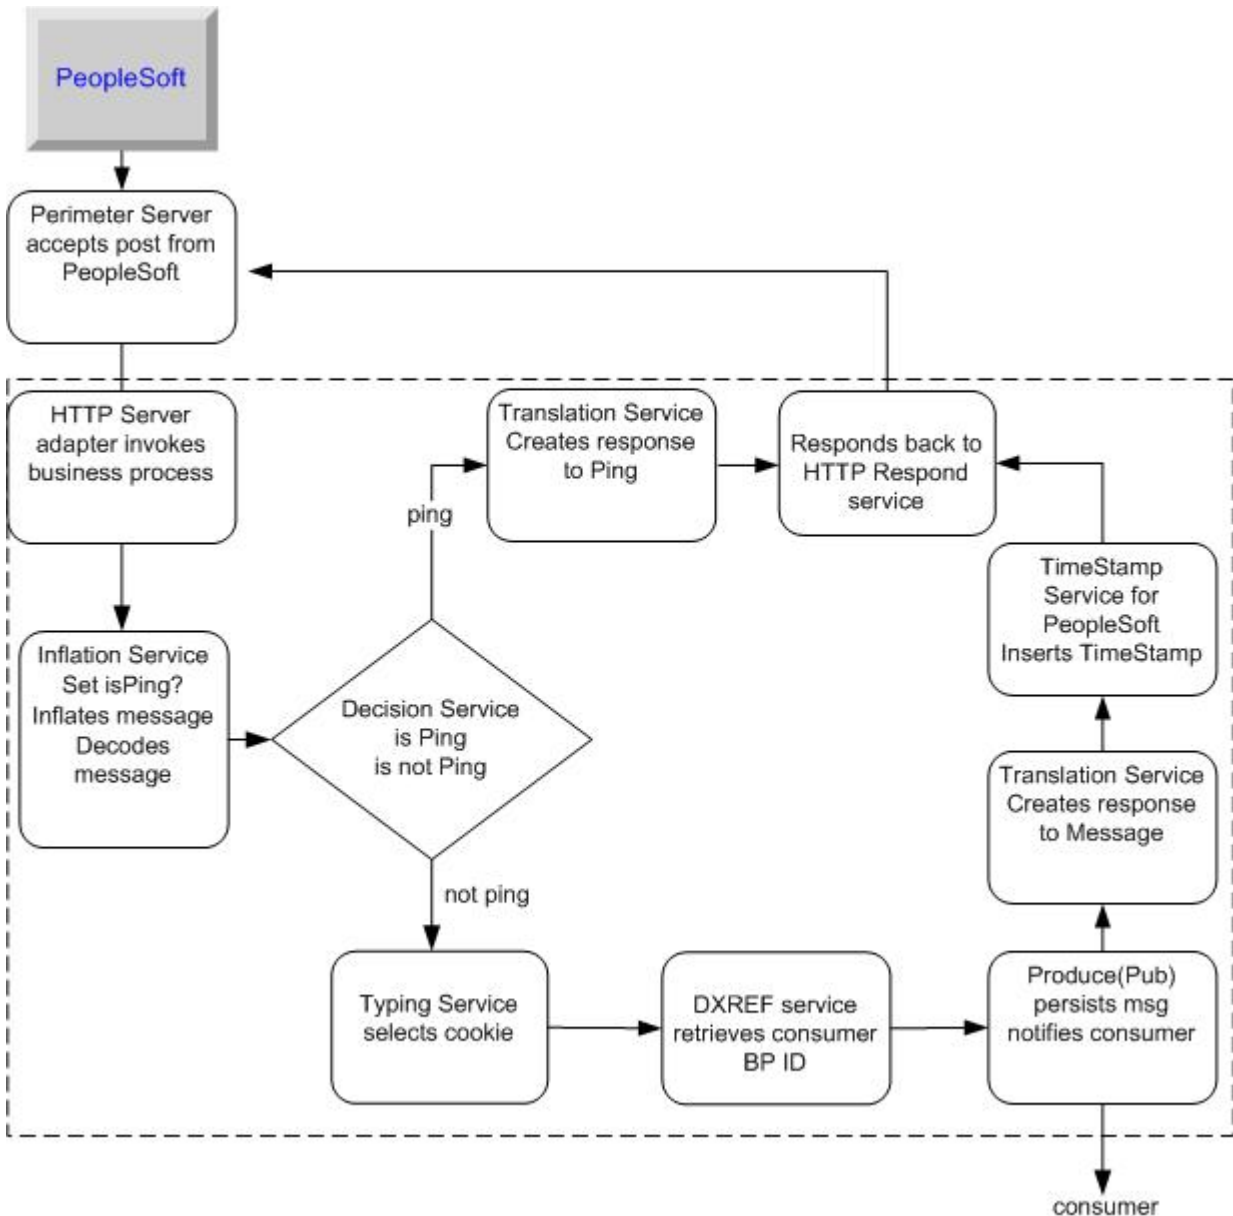 PeopleSoft
Perimeter Server
accepts post from
PeopleSoft
HTTP Server
adapter invokes
business process
Translation Service
Creates response
to Ping
Responds back to
HTTP Respond
service
ping
TimeStamp
Service for
PeopleSoft
Inserts TimeStamp
Inflation Service
Set isPing?
Inflates message
Decodes
message
Decision Service
is Ping
is not Ping
Translation Service
Creates response
to Message
not ping
Typing Service
selects cookie
DXREF service
retrieves consumer
BP ID
Produce(Pub)
persists msg
notifies consumer
consumer